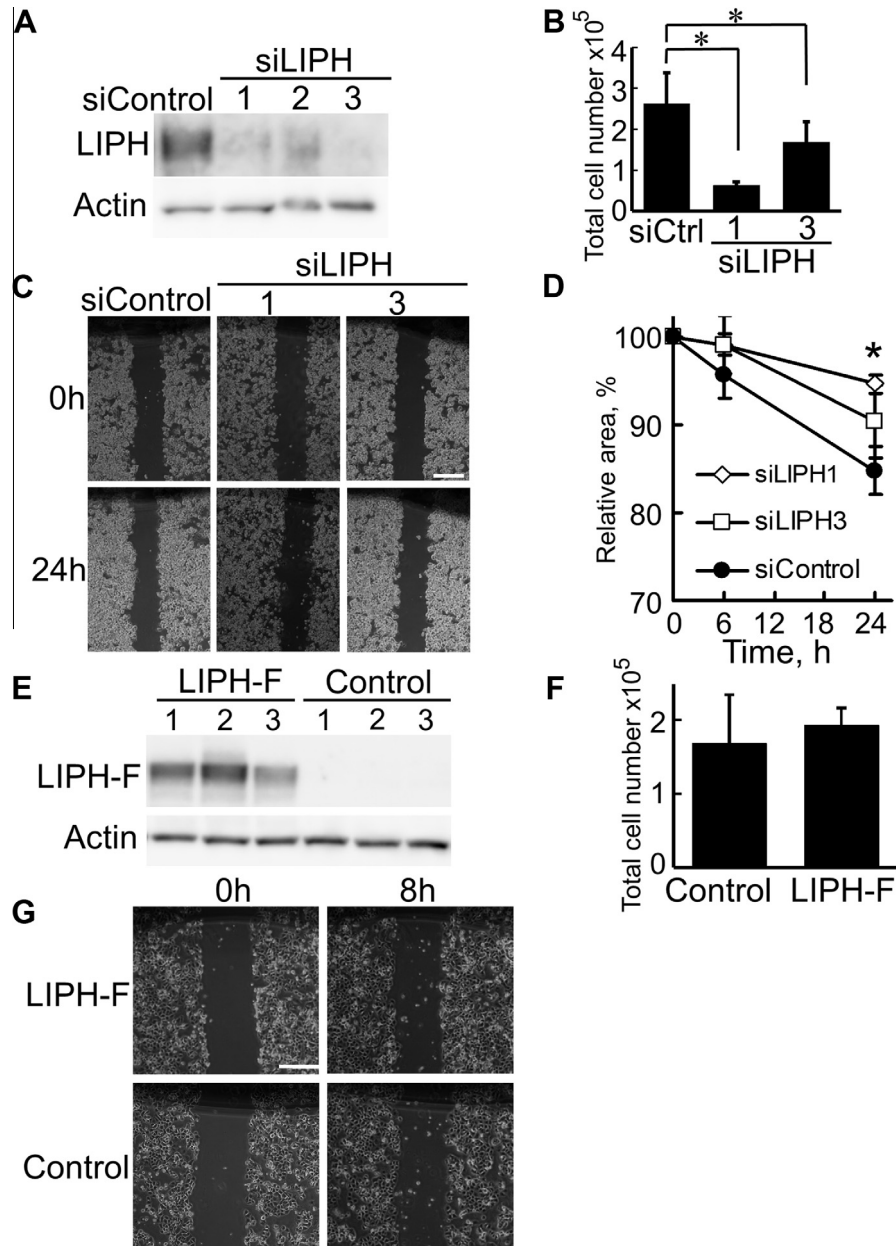 A
siLIPH
siControl 1 2 3
LIPH
Actin
B
Total cell number x10^5
4
3
2
1
0
* *
siCtrl 1 3
siLIPH
C
siLIPH
siControl 1 3
0h
24h
D
Relative area, %
100
90
80
70
*
siLIPH1
siLIPH3
siControl
0 6 12 18 24
Time, h
E
LIPH-F Control
1 2 3 1 2 3
LIPH-F
Actin
F
Total cell number x10^5
2
1
0
Control LIPH-F
G
0h 8h
LIPH-F
Control